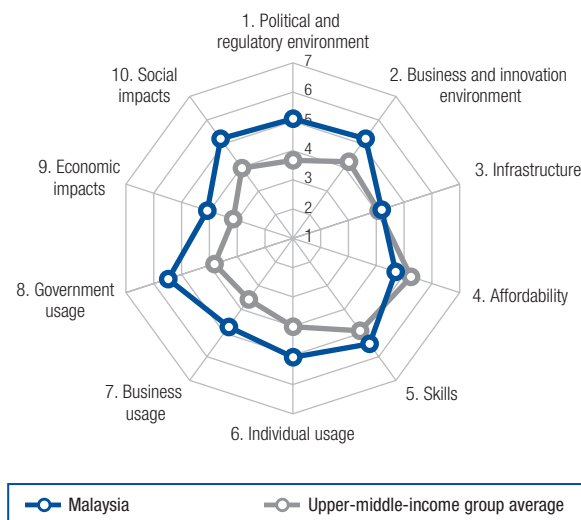 1. Political and
regulatory environment
2. Business and innovation
environment
3. Infrastructure
4. Affordability
5. Skills
6. Individual usage
7. Business
usage
8. Government
usage
9. Economic
impacts
10. Social
impacts
7
6
5
4
3
2
1
Malaysia
Upper-middle-income group average